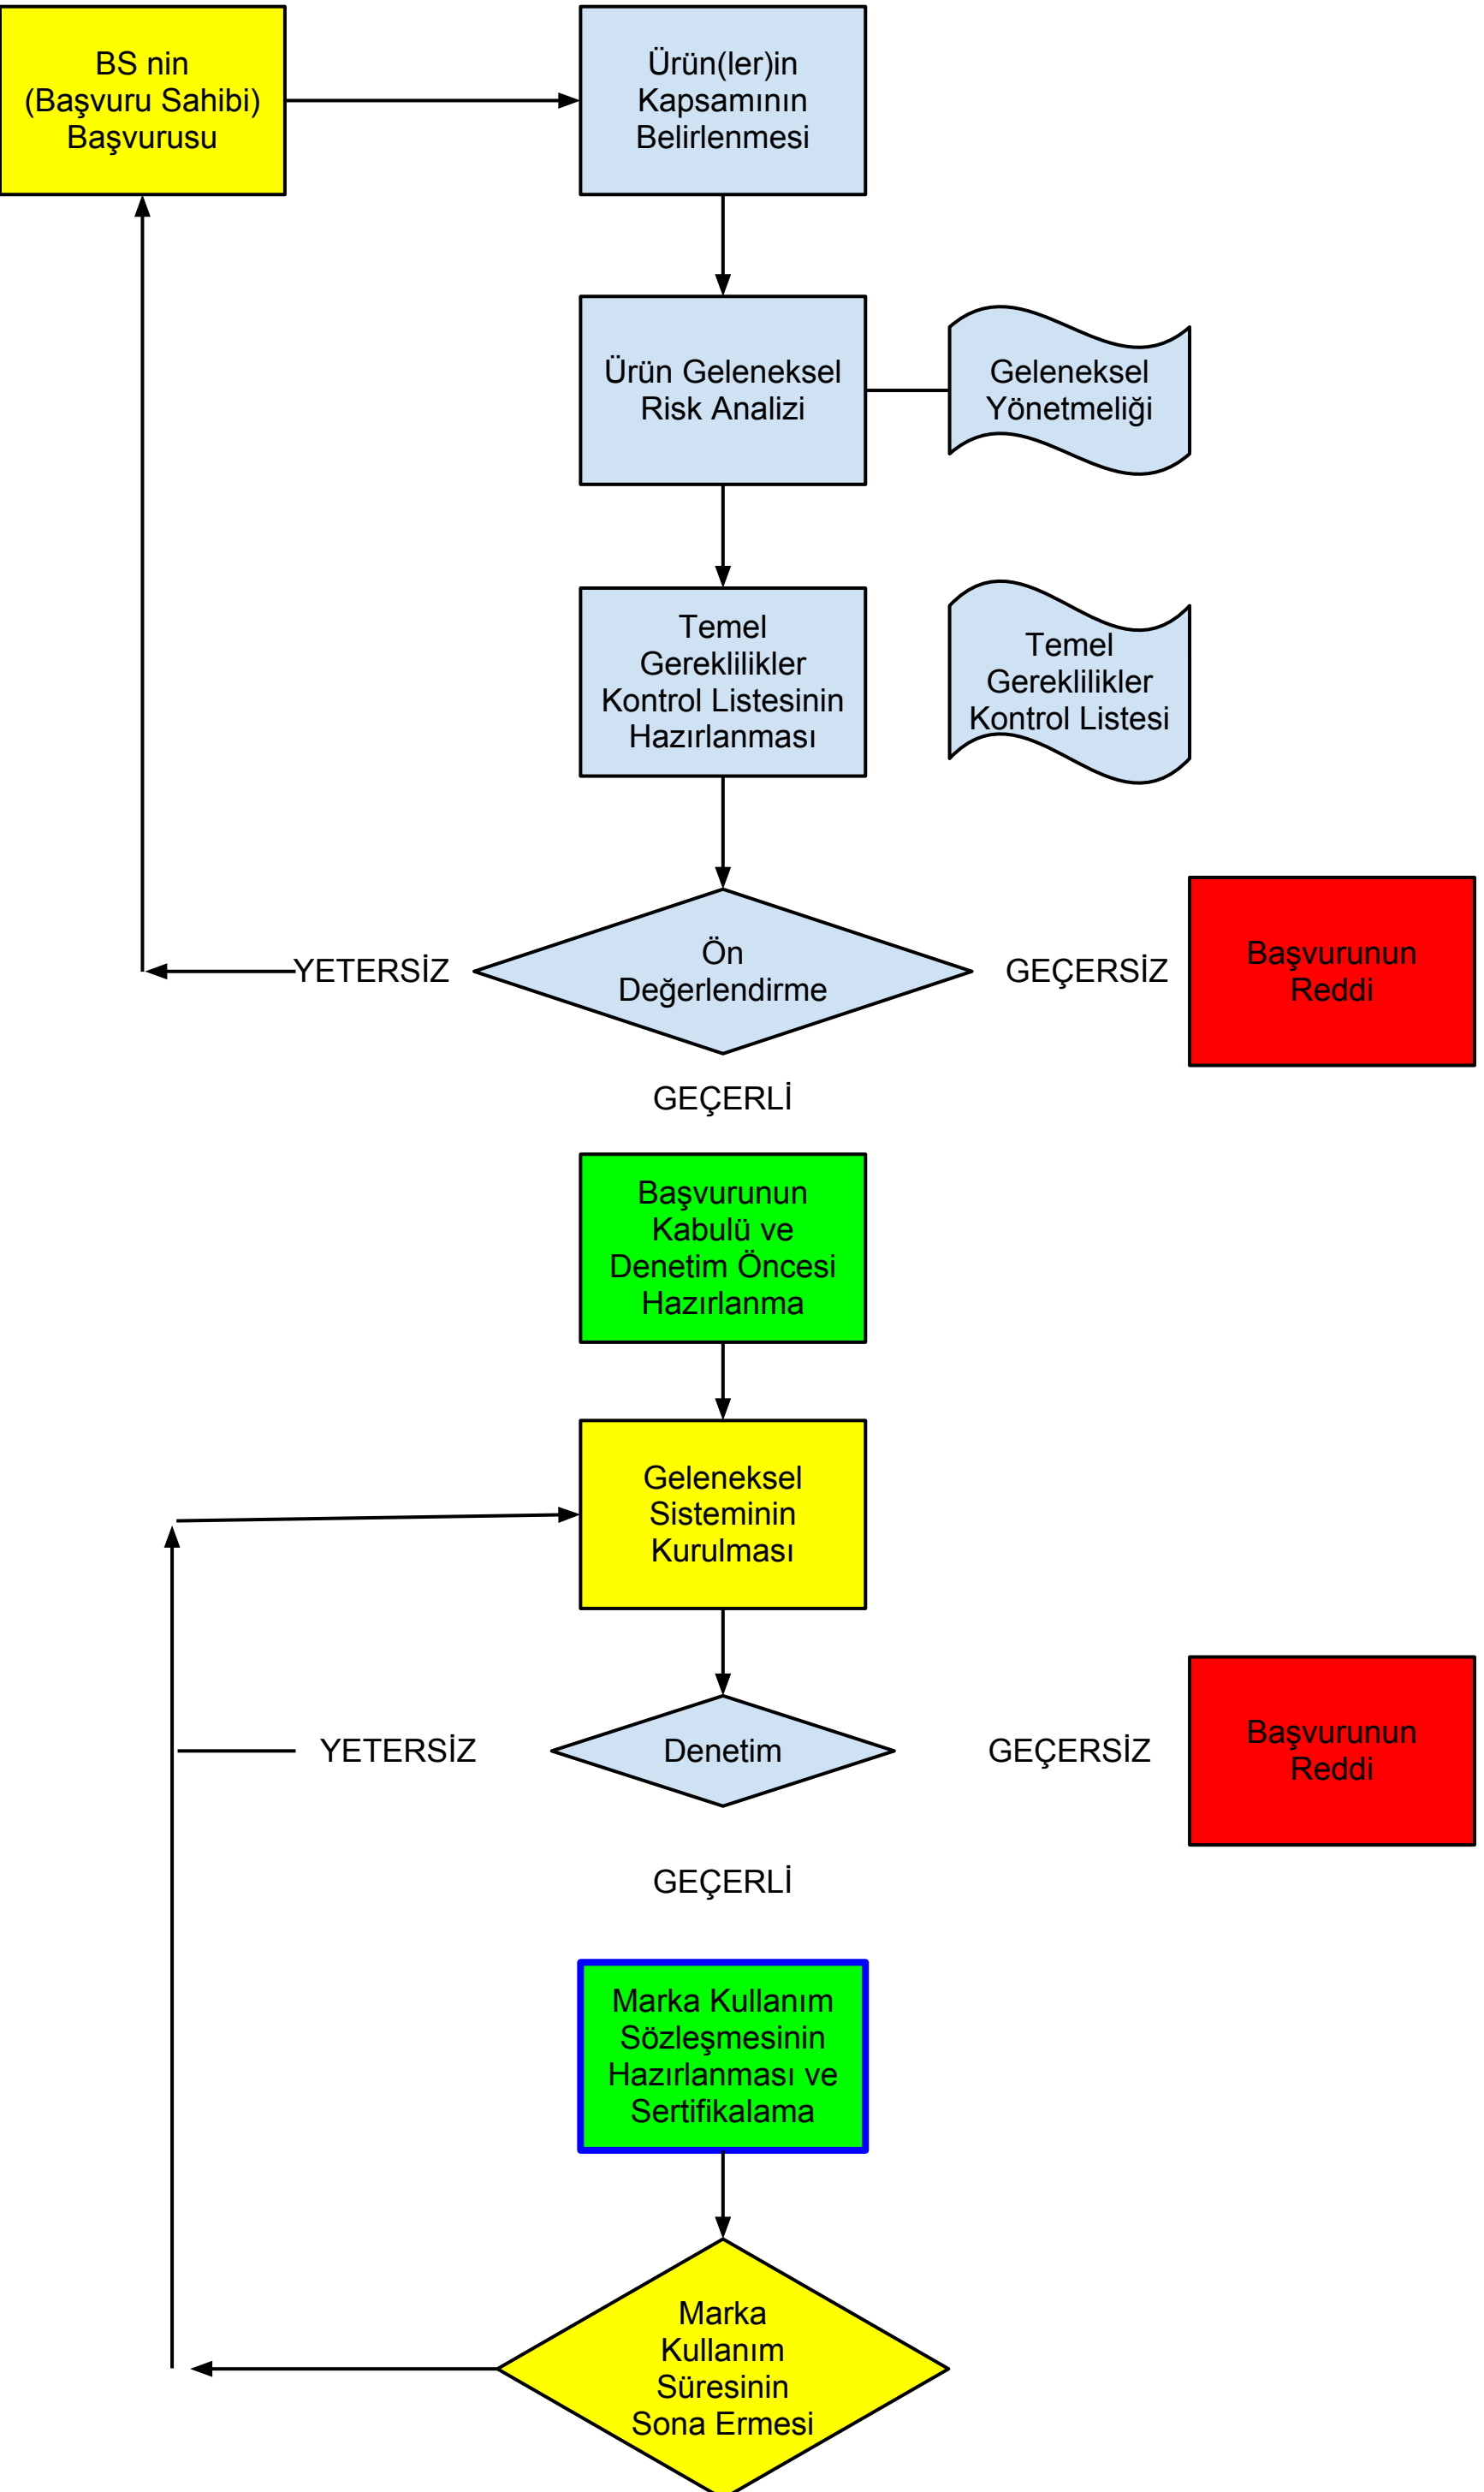 BS nin
(Başvuru Sahibi)
Başvurusu
Ürün(ler)in
Kapsamının
Belirlenmesi
Ürün Geleneksel
Risk Analizi
Geleneksel
Yönetmeliği
Temel
Gereklilikler
Kontrol Listesinin
Hazırlanması
Temel
Gereklilikler
Kontrol Listesi
YETERSİZ
Ön
Değerlendirme
GEÇERSİZ
Başvurunun
Reddi
GEÇERLİ
Başvurunun
Kabulü ve
Denetim Öncesi
Hazırlanma
Geleneksel
Sisteminin
Kurulması
YETERSİZ
Denetim
GEÇERSİZ
Başvurunun
Reddi
GEÇERLİ
Marka Kullanım
Sözleşmesinin
Hazırlanması ve
Sertifikalama
Marka
Kullanım
Süresinin
Sona Ermesi